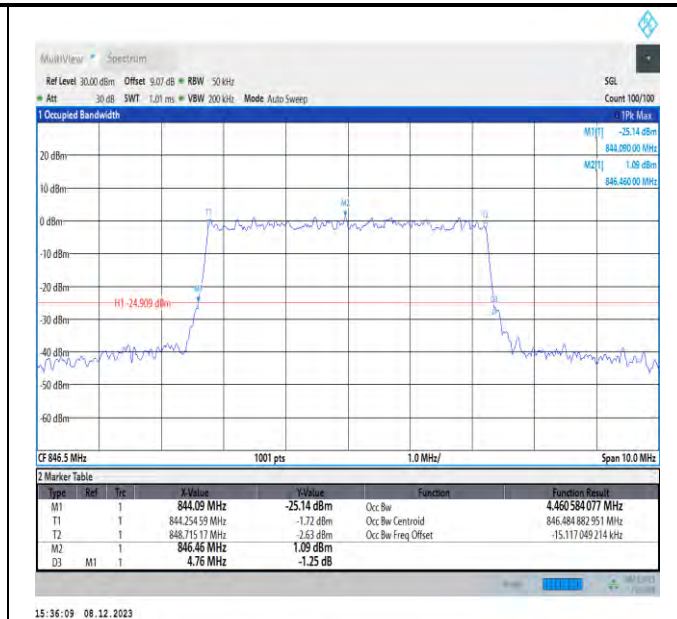 MultiView Spectrum
Ref Level 30.00 dBm Offset 9.07 dB RBW 50 kHz SGL
Att 30 dB SWT 1.01 ms VBW 200 kHz Mode Auto Sweep Count 100/100
1 Occupied Bandwidth 1Pk Max
M1[1] -25.14 dBm
844.090 00 MHz
M2[1] 1.09 dBm
846.460 00 MHz
20 dBm
10 dBm
M2
T1 T2
0 dBm
-10 dBm
-20 dBm
M1 D3
H1 -24.909 dBm
-30 dBm
-40 dBm
-50 dBm
-60 dBm
CF 846.5 MHz 1001 pts 1.0 MHz/ Span 10.0 MHz
2 Marker Table
Type Ref Trc X-Value Y-Value Function Function Result
M1 1 844.09 MHz -25.14 dBm Occ Bw 4.460 584 077 MHz
T1 1 844.254 59 MHz -1.72 dBm Occ Bw Centroid 846.484 882 951 MHz
T2 1 848.715 17 MHz -2.63 dBm Occ Bw Freq Offset -15.117 049 214 kHz
M2 1 846.46 MHz 1.09 dBm
D3 M1 1 4.76 MHz -1.25 dB
15:36:09 08.12.2023